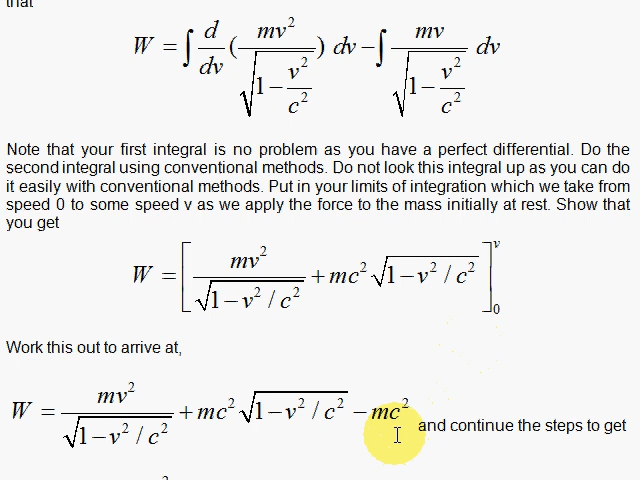 that
W = ∫ d/dv ( mv² / √(1 − v²/c²) ) dv − ∫ mv / √(1 − v²/c²) dv
Note that your first integral is no problem as you have a perfect differential. Do the
second integral using conventional methods. Do not look this integral up as you can do
it easily with conventional methods. Put in your limits of integration which we take from
speed 0 to some speed v as we apply the force to the mass initially at rest. Show that
you get
W = [ mv² / √(1 − v² / c²) + mc² √(1 − v² / c²) ]₀ᵛ
Work this out to arrive at,
W = mv² / √(1 − v² / c²) + mc² √(1 − v² / c²) − mc² and continue the steps to get